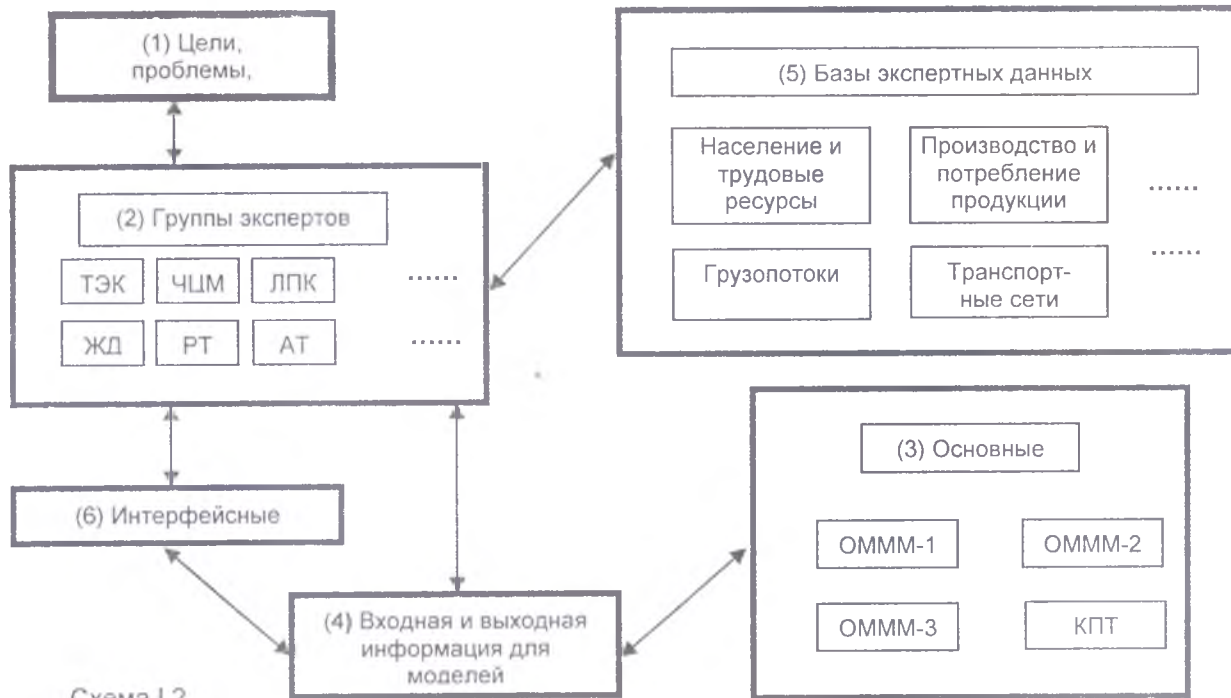 (1) Цели,
проблемы,
(2) Группы экспертов
ТЭК ЧЦМ ЛПК ......
ЖД РТ АТ ......
(5) Базы экспертных данных
Население и
трудовые
ресурсы
Производство и
потребление
продукции
......
Грузопотоки
Транспорт-
ные сети
......
(6) Интерфейсные
(4) Входная и выходная
информация для
моделей
(3) Основные
ОМММ-1 ОМММ-2
ОМММ-3 КПТ
Схема I.2